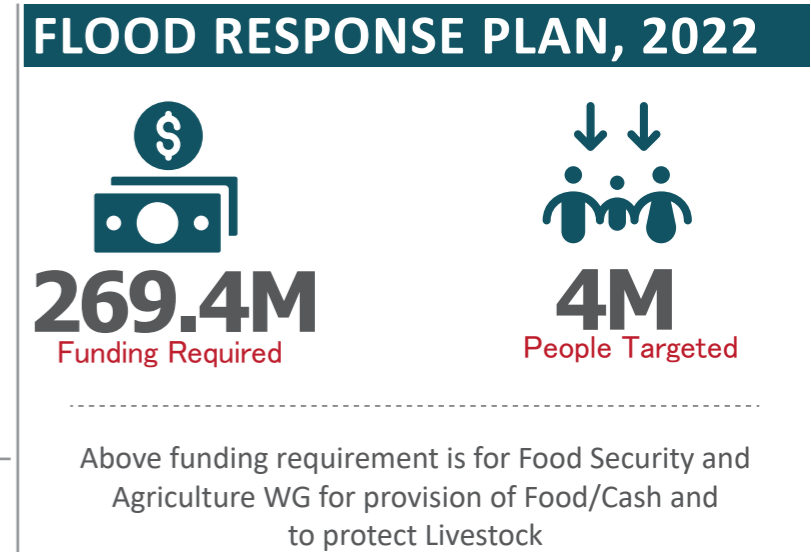 FLOOD RESPONSE PLAN, 2022
$
269.4M
Funding Required
4M
People Targeted
Above funding requirement is for Food Security and
Agriculture WG for provision of Food/Cash and
to protect Livestock